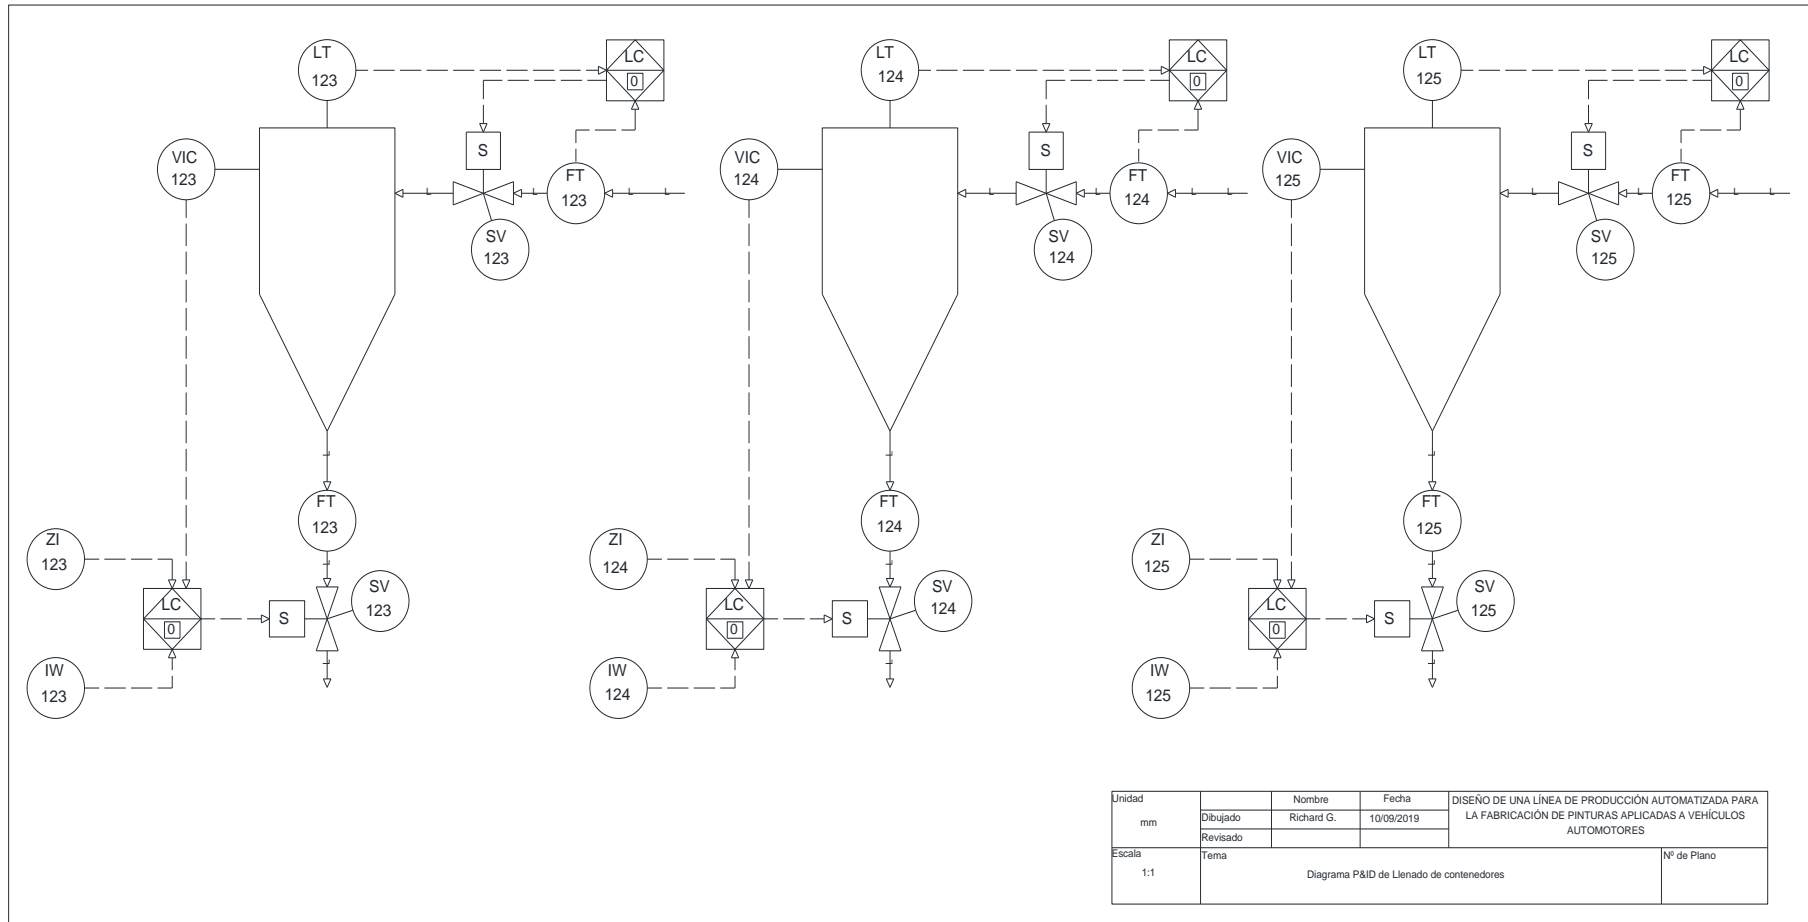 LT
123
LC
0
VIC
123
S
FT
123
L
L
L
L
SV
123
L
FT
123
L
ZI
123
LC
0
S
SV
123
L
IW
123
LT
124
LC
0
VIC
124
S
FT
124
L
L
L
L
SV
124
L
FT
124
L
ZI
124
LC
0
S
SV
124
L
IW
124
LT
125
LC
0
VIC
125
S
FT
125
L
L
L
L
SV
125
L
FT
125
L
ZI
125
LC
0
S
SV
125
L
IW
125
Unidad
mm
Nombre
Fecha
Dibujado
Richard G.
10/09/2019
Revisado
DISEÑO DE UNA LÍNEA DE PRODUCCIÓN AUTOMATIZADA PARA
LA FABRICACIÓN DE PINTURAS APLICADAS A VEHÍCULOS
AUTOMOTORES
Escala
1:1
Tema
Diagrama P&ID de Llenado de contenedores
Nº de Plano